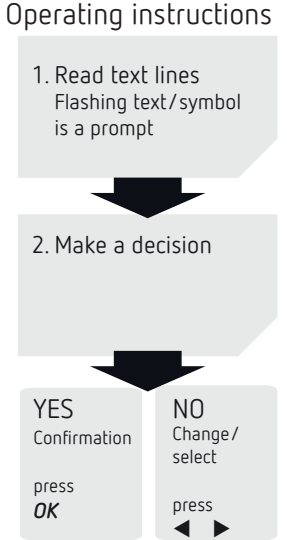 Operating instructions
1. Read text lines
Flashing text/symbol
is a prompt
2. Make a decision
YES
Confirmation
press
OK
NO
Change/
select
press
◀ ▶